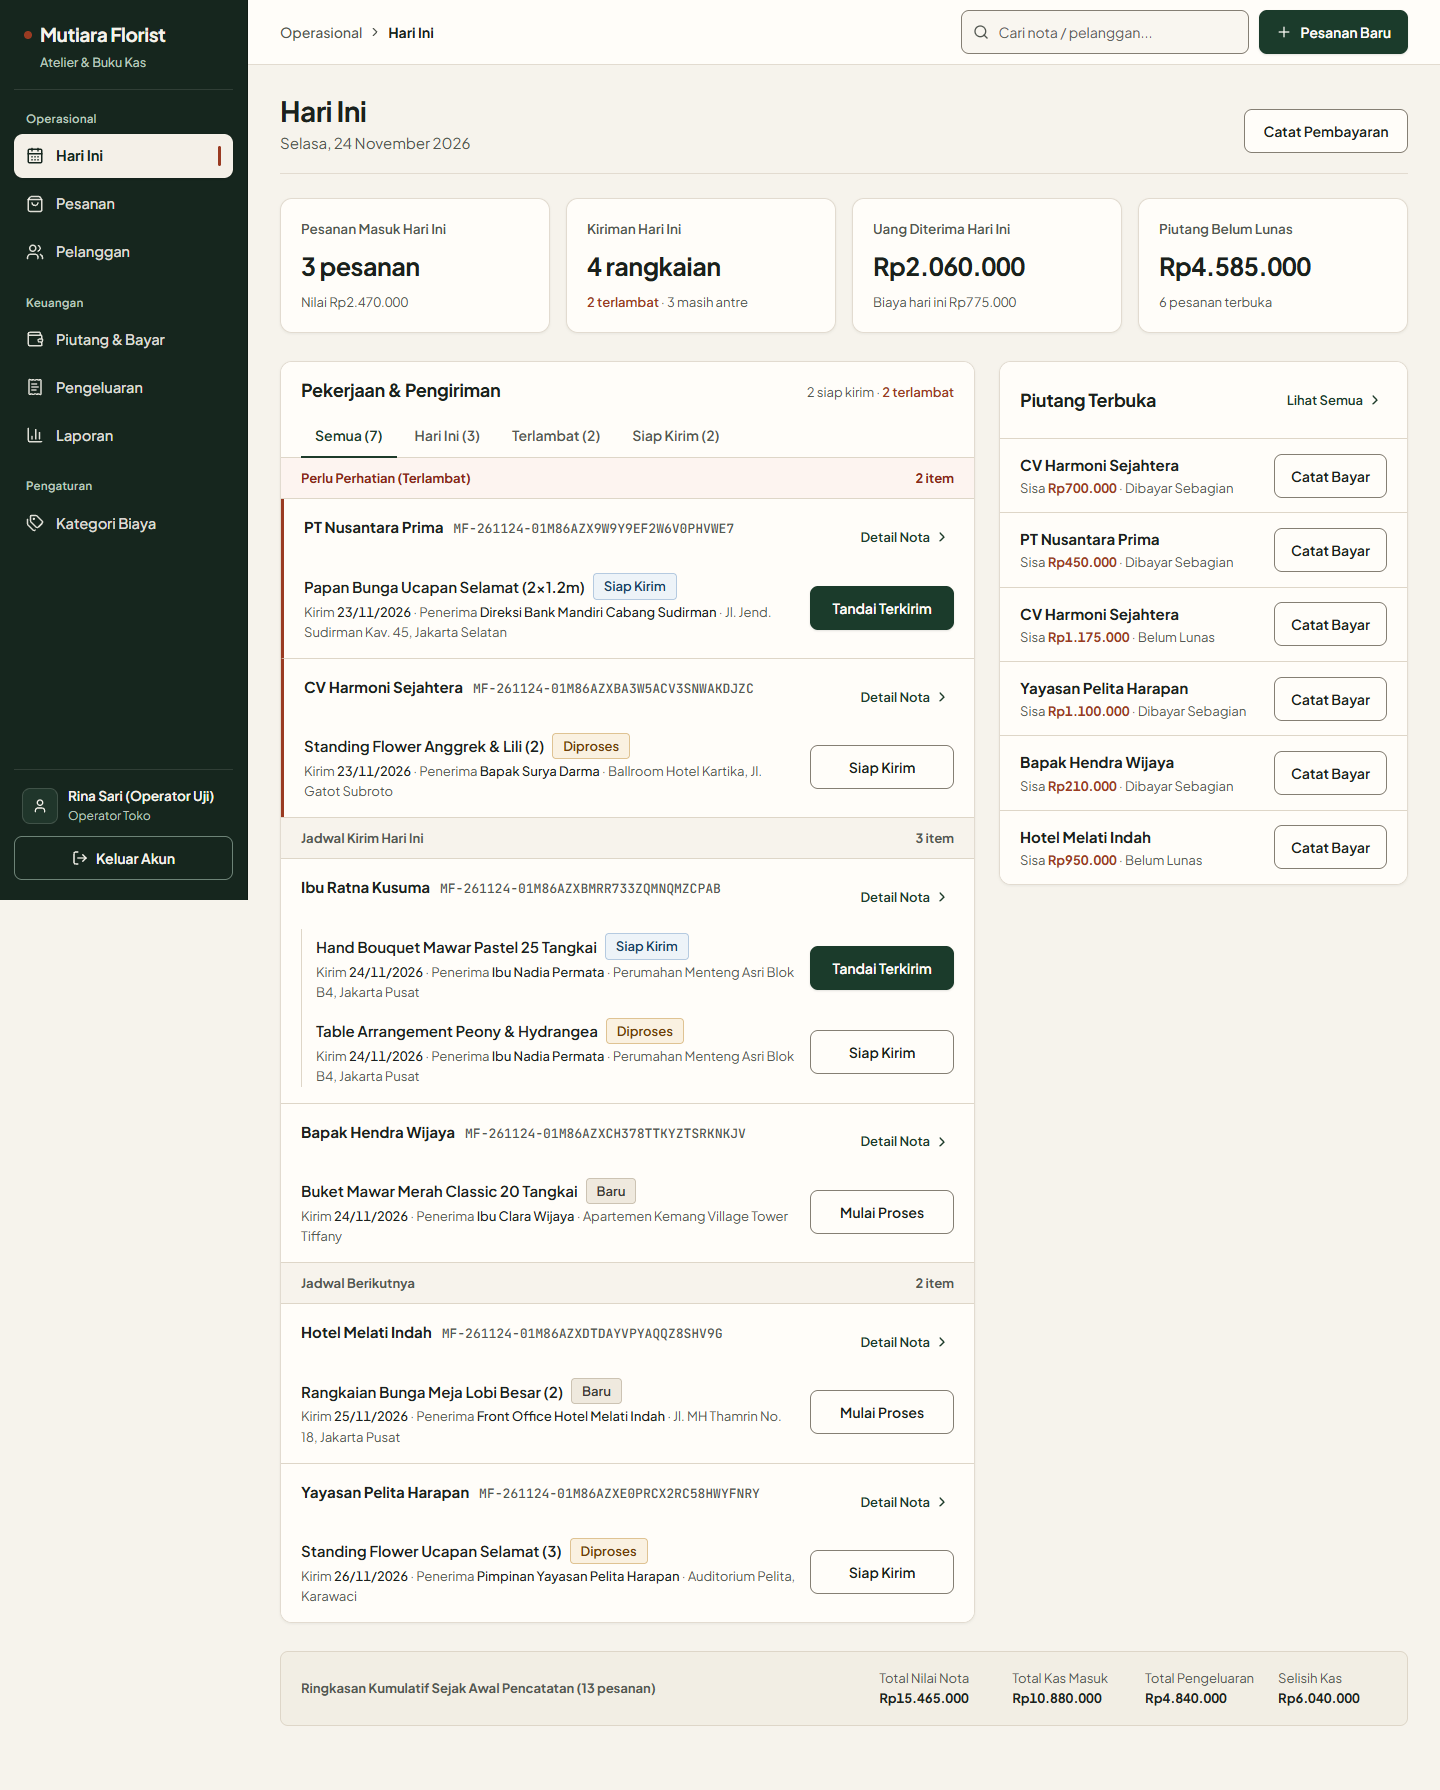 Mutiara Florist
Atelier & Buku Kas
Operasional
Hari Ini
Pesanan
Pelanggan
Keuangan
Piutang & Bayar
Pengeluaran
Laporan
Pengaturan
Kategori Biaya
Rina Sari (Operator Uji)
Operator Toko
Keluar Akun
Operasional > Hari Ini
Cari nota / pelanggan...
+ Pesanan Baru
Hari Ini
Selasa, 24 November 2026
Catat Pembayaran
Pesanan Masuk Hari Ini
3 pesanan
Nilai Rp2.470.000
Kiriman Hari Ini
4 rangkaian
2 terlambat · 3 masih antre
Uang Diterima Hari Ini
Rp2.060.000
Biaya hari ini Rp775.000
Piutang Belum Lunas
Rp4.585.000
6 pesanan terbuka
Pekerjaan & Pengiriman
2 siap kirim · 2 terlambat
Semua (7) Hari Ini (3) Terlambat (2) Siap Kirim (2)
Perlu Perhatian (Terlambat) 2 item
PT Nusantara Prima MF-261124-01M86AZX9W9Y9EF2W6V0PHVWE7
Detail Nota
Papan Bunga Ucapan Selamat (2×1.2m) Siap Kirim
Kirim 23/11/2026 · Penerima Direksi Bank Mandiri Cabang Sudirman · Jl. Jend.
Sudirman Kav. 45, Jakarta Selatan
Tandai Terkirim
CV Harmoni Sejahtera MF-261124-01M86AZXBA3W5ACV3SNWAKDJZC
Detail Nota
Standing Flower Anggrek & Lili (2) Diproses
Kirim 23/11/2026 · Penerima Bapak Surya Darma · Ballroom Hotel Kartika, Jl.
Gatot Subroto
Siap Kirim
Jadwal Kirim Hari Ini 3 item
Ibu Ratna Kusuma MF-261124-01M86AZXBMRR733ZQMNQMZCPAB
Detail Nota
Hand Bouquet Mawar Pastel 25 Tangkai Siap Kirim
Kirim 24/11/2026 · Penerima Ibu Nadia Permata · Perumahan Menteng Asri Blok
B4, Jakarta Pusat
Tandai Terkirim
Table Arrangement Peony & Hydrangea Diproses
Kirim 24/11/2026 · Penerima Ibu Nadia Permata · Perumahan Menteng Asri Blok
B4, Jakarta Pusat
Siap Kirim
Bapak Hendra Wijaya MF-261124-01M86AZXCH378TTKYZTSRKNKJV
Detail Nota
Buket Mawar Merah Classic 20 Tangkai Baru
Kirim 24/11/2026 · Penerima Ibu Clara Wijaya · Apartemen Kemang Village Tower
Tiffany
Mulai Proses
Jadwal Berikutnya 2 item
Hotel Melati Indah MF-261124-01M86AZXDTDAYVPYAQQZ8SHV9G
Detail Nota
Rangkaian Bunga Meja Lobi Besar (2) Baru
Kirim 25/11/2026 · Penerima Front Office Hotel Melati Indah · Jl. MH Thamrin No.
18, Jakarta Pusat
Mulai Proses
Yayasan Pelita Harapan MF-261124-01M86AZXE0PRCX2RC58HWYFNRY
Detail Nota
Standing Flower Ucapan Selamat (3) Diproses
Kirim 26/11/2026 · Penerima Pimpinan Yayasan Pelita Harapan · Auditorium Pelita,
Karawaci
Siap Kirim
Piutang Terbuka
Lihat Semua
CV Harmoni Sejahtera
Sisa Rp700.000 · Dibayar Sebagian
Catat Bayar
PT Nusantara Prima
Sisa Rp450.000 · Dibayar Sebagian
Catat Bayar
CV Harmoni Sejahtera
Sisa Rp1.175.000 · Belum Lunas
Catat Bayar
Yayasan Pelita Harapan
Sisa Rp1.100.000 · Dibayar Sebagian
Catat Bayar
Bapak Hendra Wijaya
Sisa Rp210.000 · Dibayar Sebagian
Catat Bayar
Hotel Melati Indah
Sisa Rp950.000 · Belum Lunas
Catat Bayar
Ringkasan Kumulatif Sejak Awal Pencatatan (13 pesanan)
Total Nilai Nota
Rp15.465.000
Total Kas Masuk
Rp10.880.000
Total Pengeluaran
Rp4.840.000
Selisih Kas
Rp6.040.000